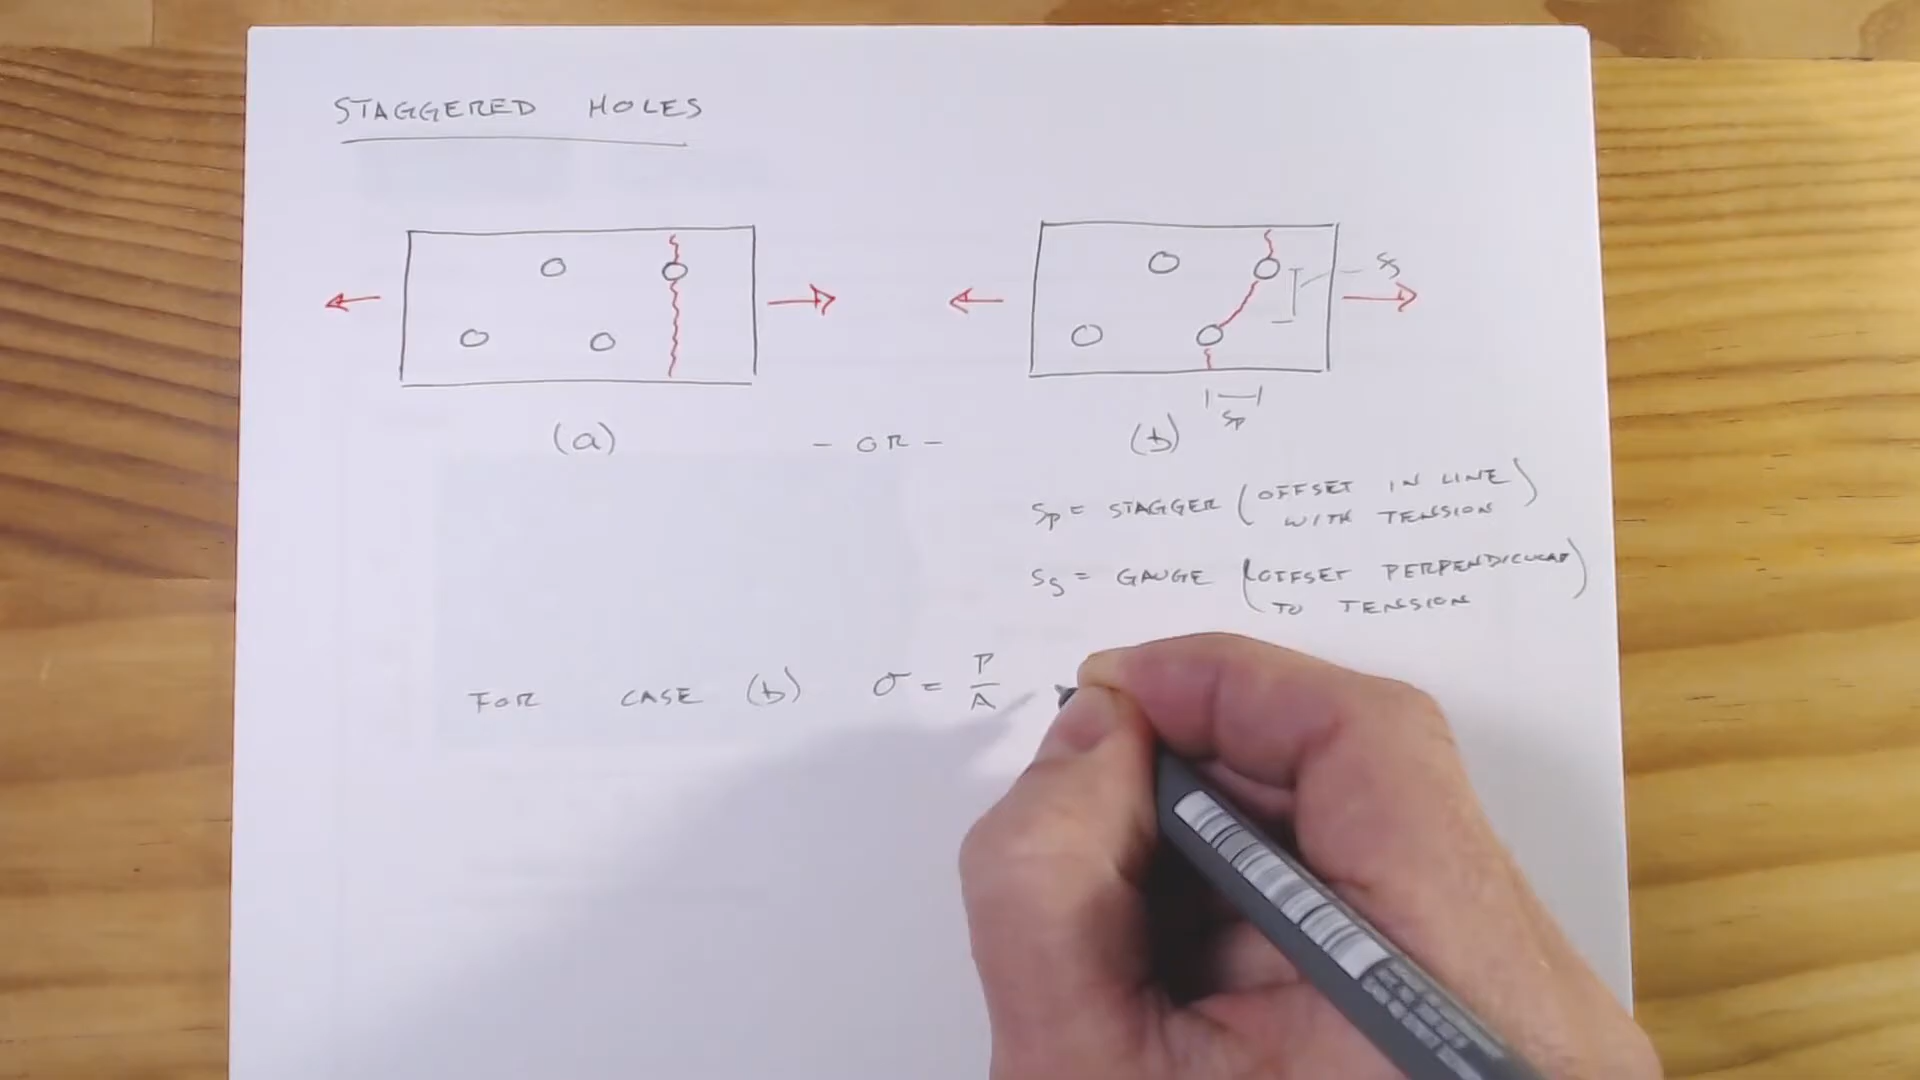 STAGGERED HOLES
Sg
Sp
(a) - OR - (b)
Sp = STAGGER (OFFSET IN LINE
WITH TENSION)
Sg = GAUGE (OFFSET PERPENDICULAR
TO TENSION)
FOR CASE (b) σ = P
A